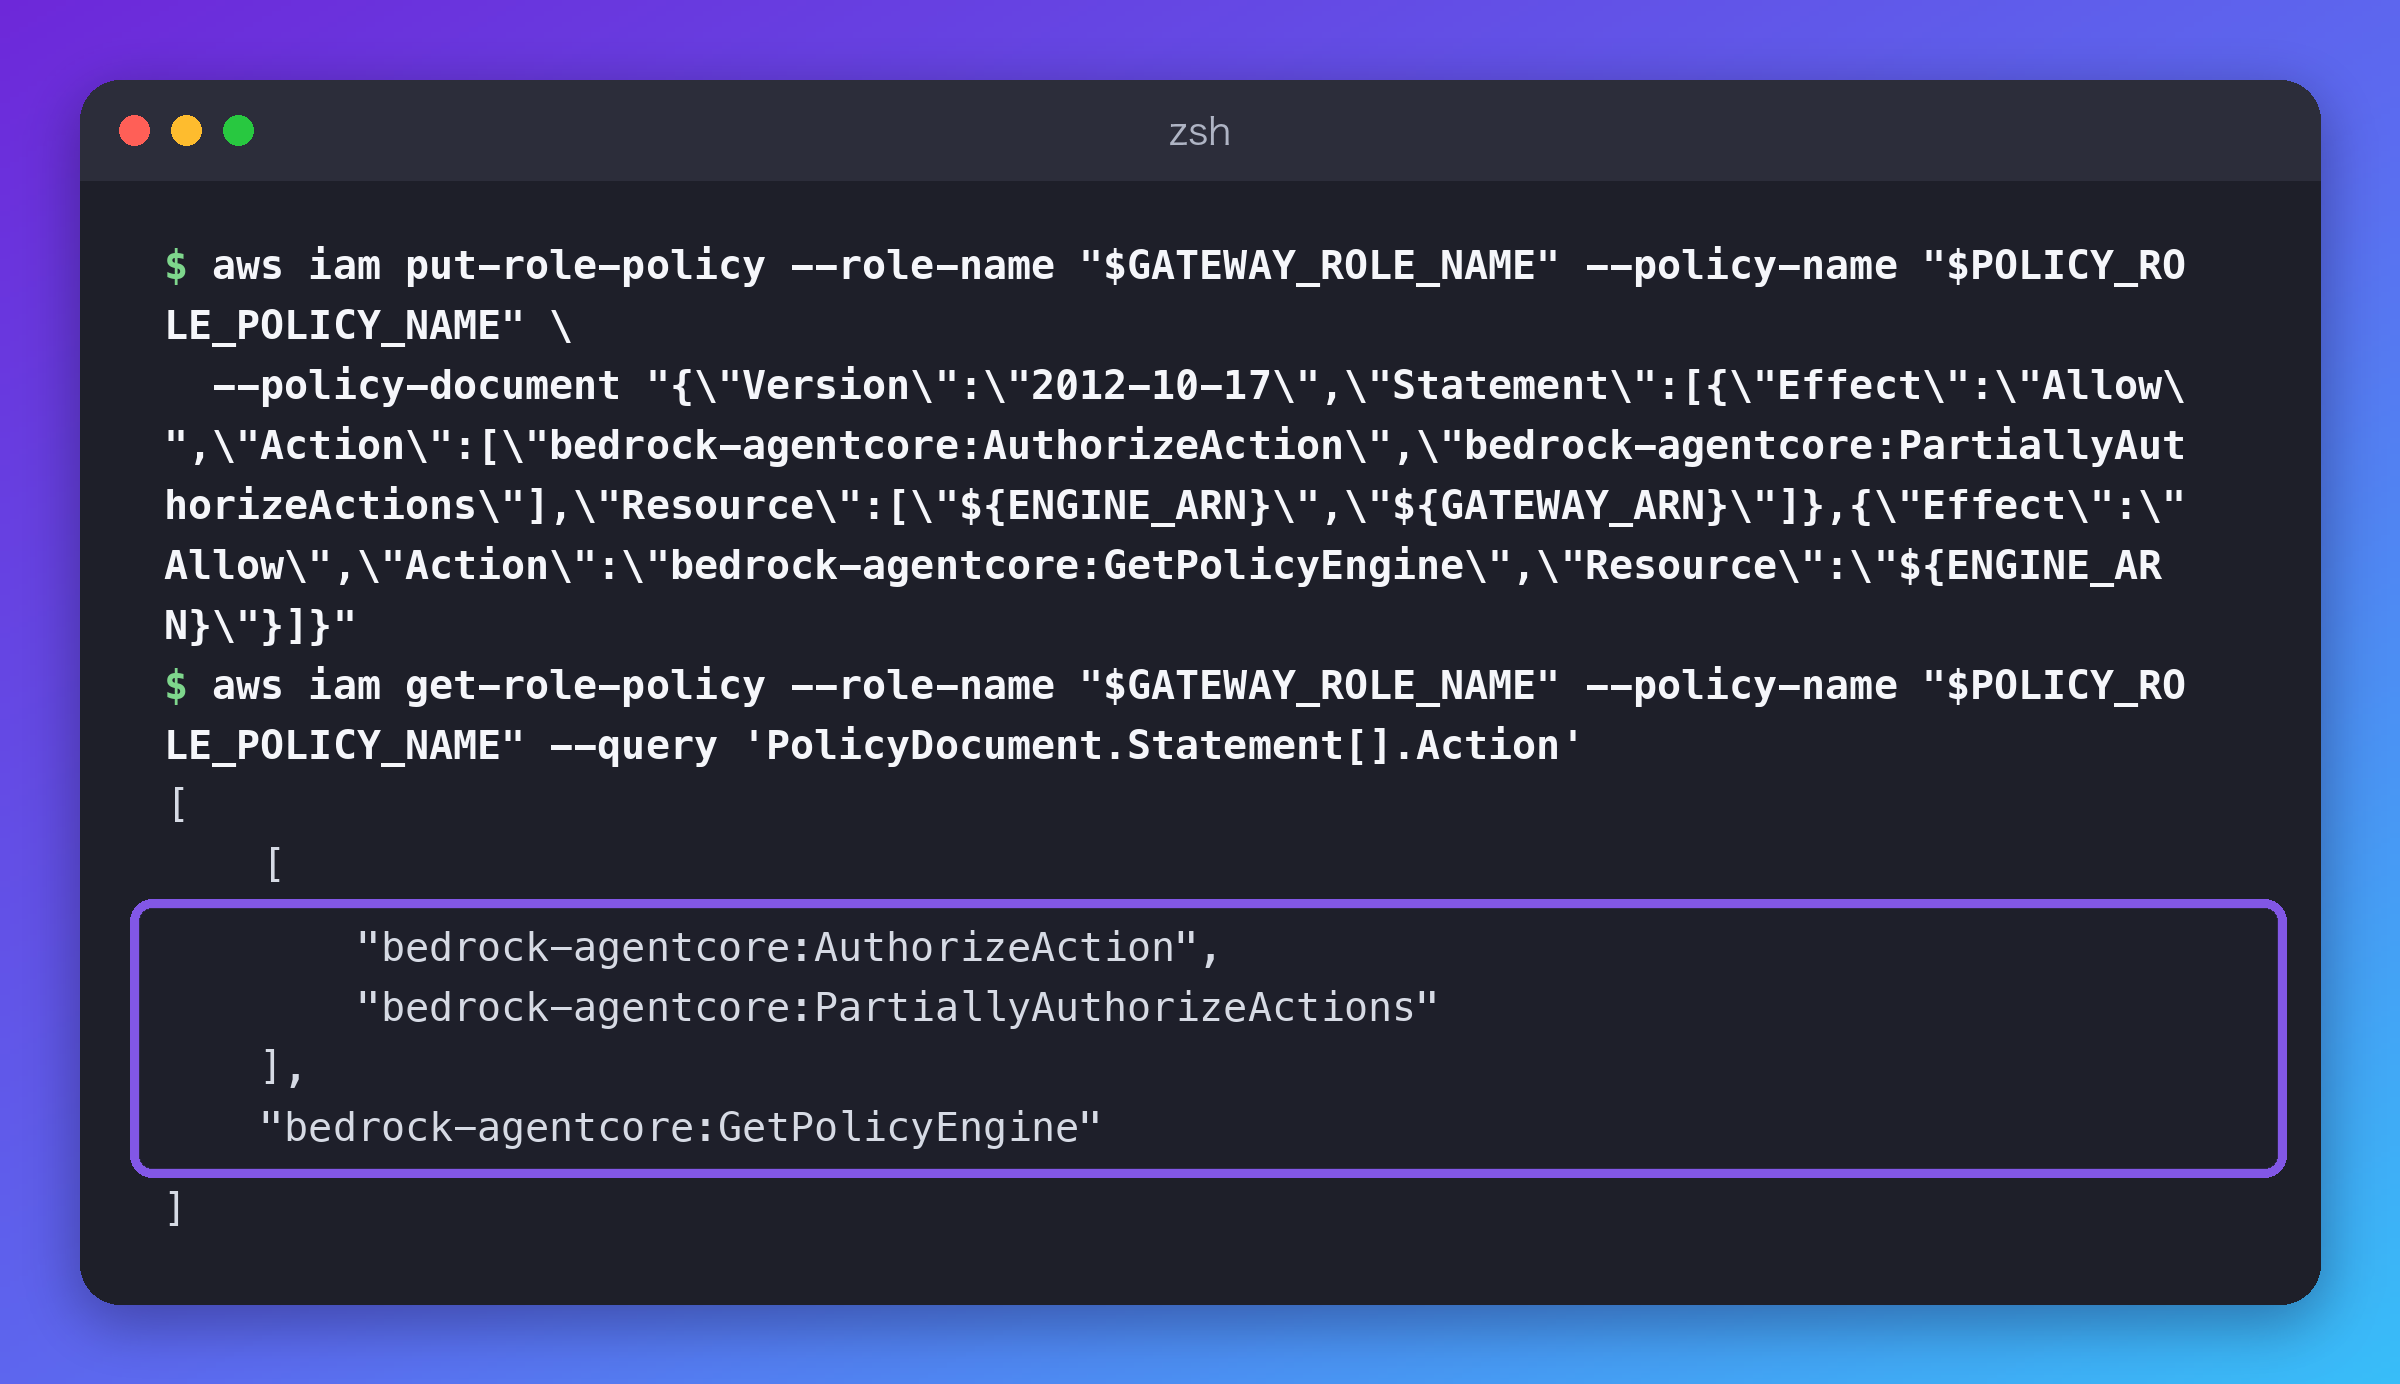 zsh
$ aws iam put-role-policy --role-name "$GATEWAY_ROLE_NAME" --policy-name "$POLICY_RO
LE_POLICY_NAME" \
  --policy-document "{\"Version\":\"2012-10-17\",\"Statement\":[{\"Effect\":\"Allow\
",\"Action\":[\"bedrock-agentcore:AuthorizeAction\",\"bedrock-agentcore:PartiallyAut
horizeActions\"],\"Resource\":[\"${ENGINE_ARN}\",\"${GATEWAY_ARN}\"]},{\"Effect\":\"
Allow\",\"Action\":\"bedrock-agentcore:GetPolicyEngine\",\"Resource\":\"${ENGINE_AR
N}\"}]}"
$ aws iam get-role-policy --role-name "$GATEWAY_ROLE_NAME" --policy-name "$POLICY_RO
LE_POLICY_NAME" --query 'PolicyDocument.Statement[].Action'
[
    [
        "bedrock-agentcore:AuthorizeAction",
        "bedrock-agentcore:PartiallyAuthorizeActions"
    ],
    "bedrock-agentcore:GetPolicyEngine"
]